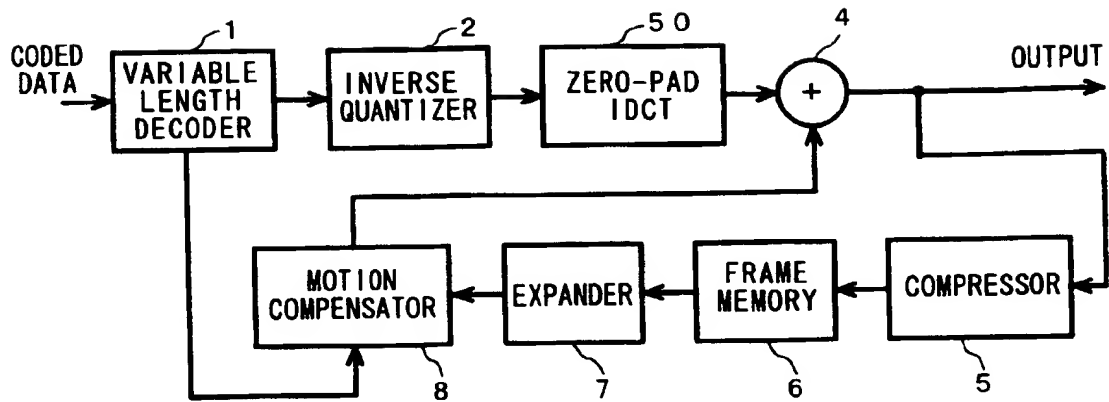 1
2
50
4
CODED
DATA
VARIABLE
LENGTH
DECODER
INVERSE
QUANTIZER
ZERO-PAD
IDCT
+
OUTPUT
MOTION
COMPENSATOR
EXPANDER
FRAME
MEMORY
COMPRESSOR
8
7
6
5